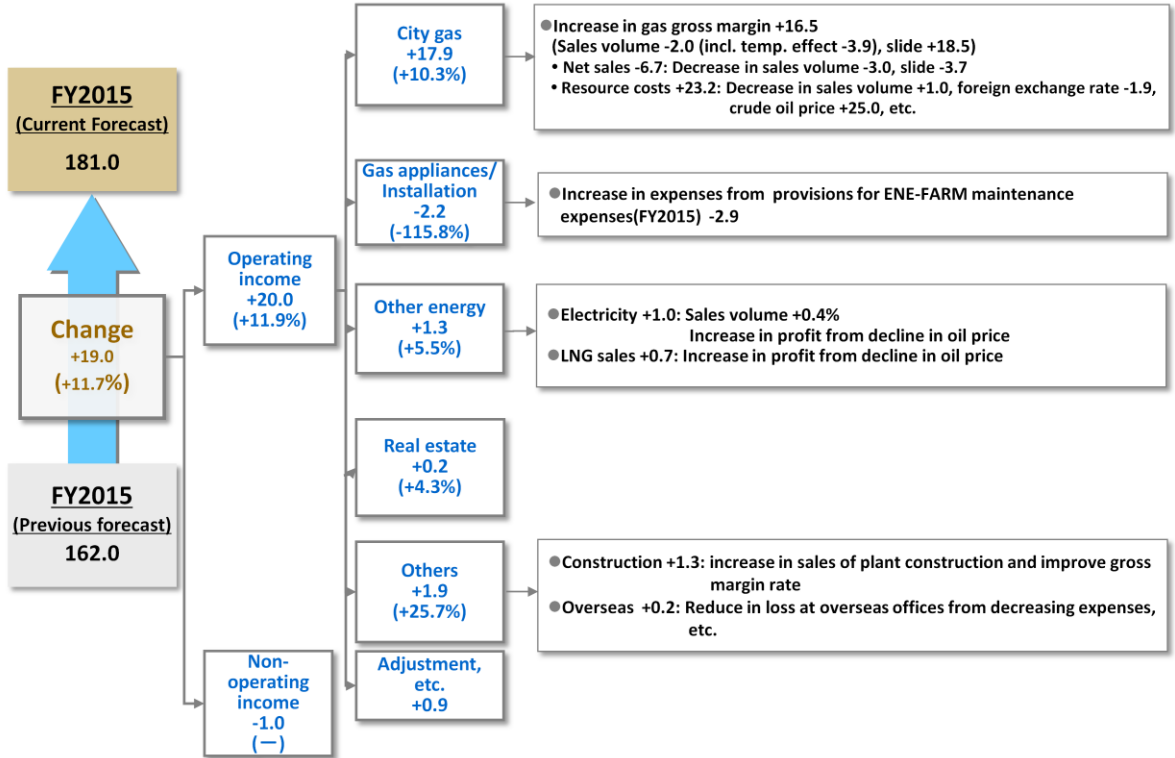 FY2015
(Current Forecast)
181.0
Change
+19.0
(+11.7%)
FY2015
(Previous forecast)
162.0
Operating
income
+20.0
(+11.9%)
Non-
operating
income
-1.0
(—)
City gas
+17.9
(+10.3%)
●Increase in gas gross margin +16.5
(Sales volume -2.0 (incl. temp. effect -3.9), slide +18.5)
• Net sales -6.7: Decrease in sales volume -3.0, slide -3.7
• Resource costs +23.2: Decrease in sales volume +1.0, foreign exchange rate -1.9,
crude oil price +25.0, etc.
Gas appliances/
Installation
-2.2
(-115.8%)
●Increase in expenses from provisions for ENE-FARM maintenance
expenses(FY2015) -2.9
Other energy
+1.3
(+5.5%)
●Electricity +1.0: Sales volume +0.4%
Increase in profit from decline in oil price
●LNG sales +0.7: Increase in profit from decline in oil price
Real estate
+0.2
(+4.3%)
Others
+1.9
(+25.7%)
●Construction +1.3: increase in sales of plant construction and improve gross
margin rate
●Overseas +0.2: Reduce in loss at overseas offices from decreasing expenses,
etc.
Adjustment,
etc.
+0.9